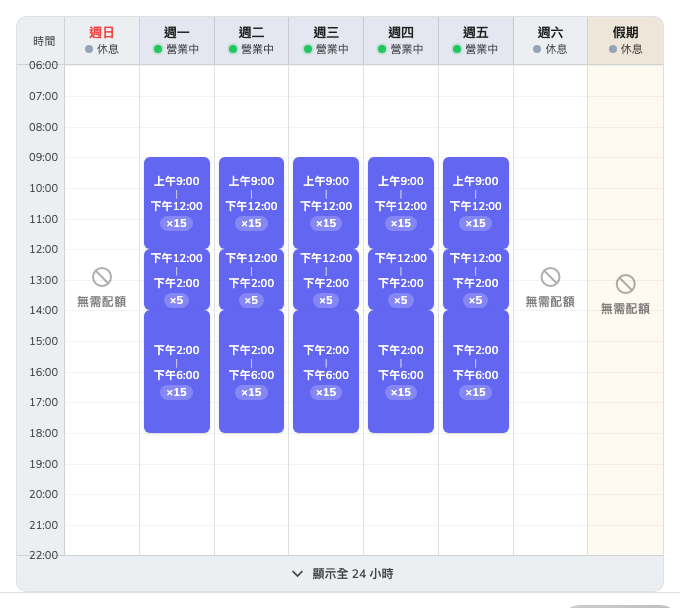 時間
週日
休息
週一
營業中
週二
營業中
週三
營業中
週四
營業中
週五
營業中
週六
休息
假期
休息
06:00
07:00
08:00
09:00
10:00
11:00
12:00
13:00
14:00
15:00
16:00
17:00
18:00
19:00
20:00
21:00
22:00
無需配額
上午9:00
|
下午12:00
×15
下午12:00
|
下午2:00
×5
下午2:00
|
下午6:00
×15
上午9:00
|
下午12:00
×15
下午12:00
|
下午2:00
×5
下午2:00
|
下午6:00
×15
上午9:00
|
下午12:00
×15
下午12:00
|
下午2:00
×5
下午2:00
|
下午6:00
×15
上午9:00
|
下午12:00
×15
下午12:00
|
下午2:00
×5
下午2:00
|
下午6:00
×15
上午9:00
|
下午12:00
×15
下午12:00
|
下午2:00
×5
下午2:00
|
下午6:00
×15
無需配額
無需配額
顯示全 24 小時